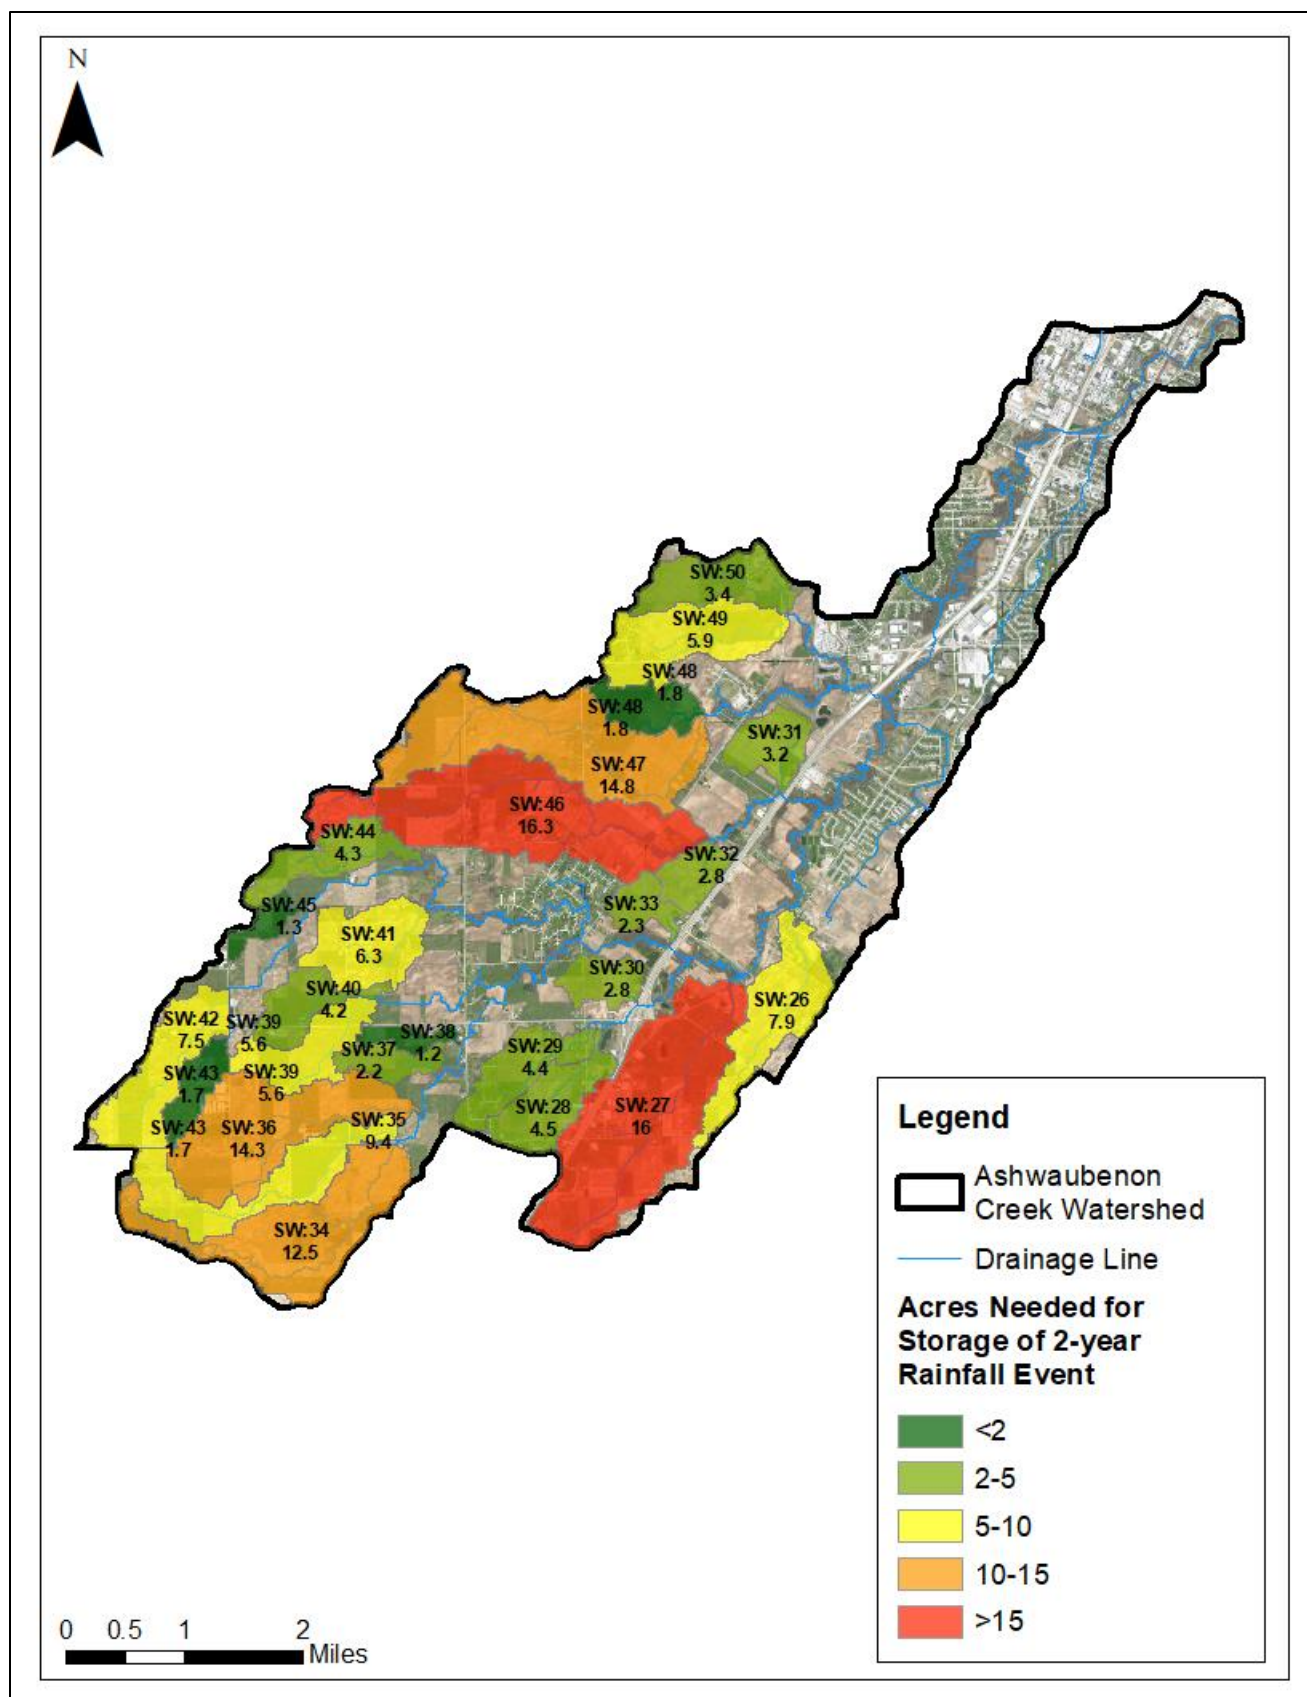 N
SW:50
3.4
SW:49
5.9
SW:48
1.8
SW:48
1.8
SW:31
3.2
SW:47
14.8
SW:46
16.3
SW:44
4.3
SW:32
2.8
SW:33
2.3
SW:45
1.3
SW:41
6.3
SW:30
2.8
SW:40
4.2
SW:26
7.9
SW:42
7.5
SW:39
5.6
SW:38
1.2
SW:37
2.2
SW:29
4.4
SW:43
1.7
SW:39
5.6
SW:28
4.5
SW:27
16
SW:43
1.7
SW:36
14.3
SW:35
9.4
SW:34
12.5
Legend
Ashwaubenon
Creek Watershed
Drainage Line
Acres Needed for
Storage of 2-year
Rainfall Event
<2
2-5
5-10
10-15
>15
0 0.5 1 2
Miles